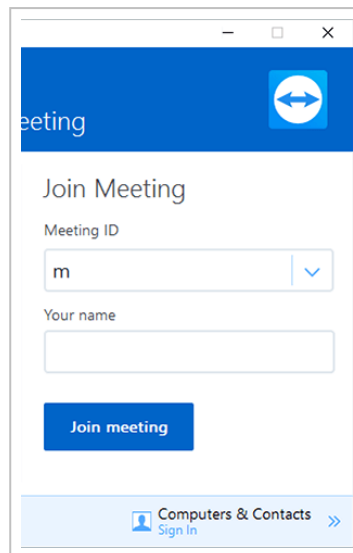 eeting
Join Meeting
Meeting ID
m
Your name
Join meeting
Computers & Contacts
Sign In